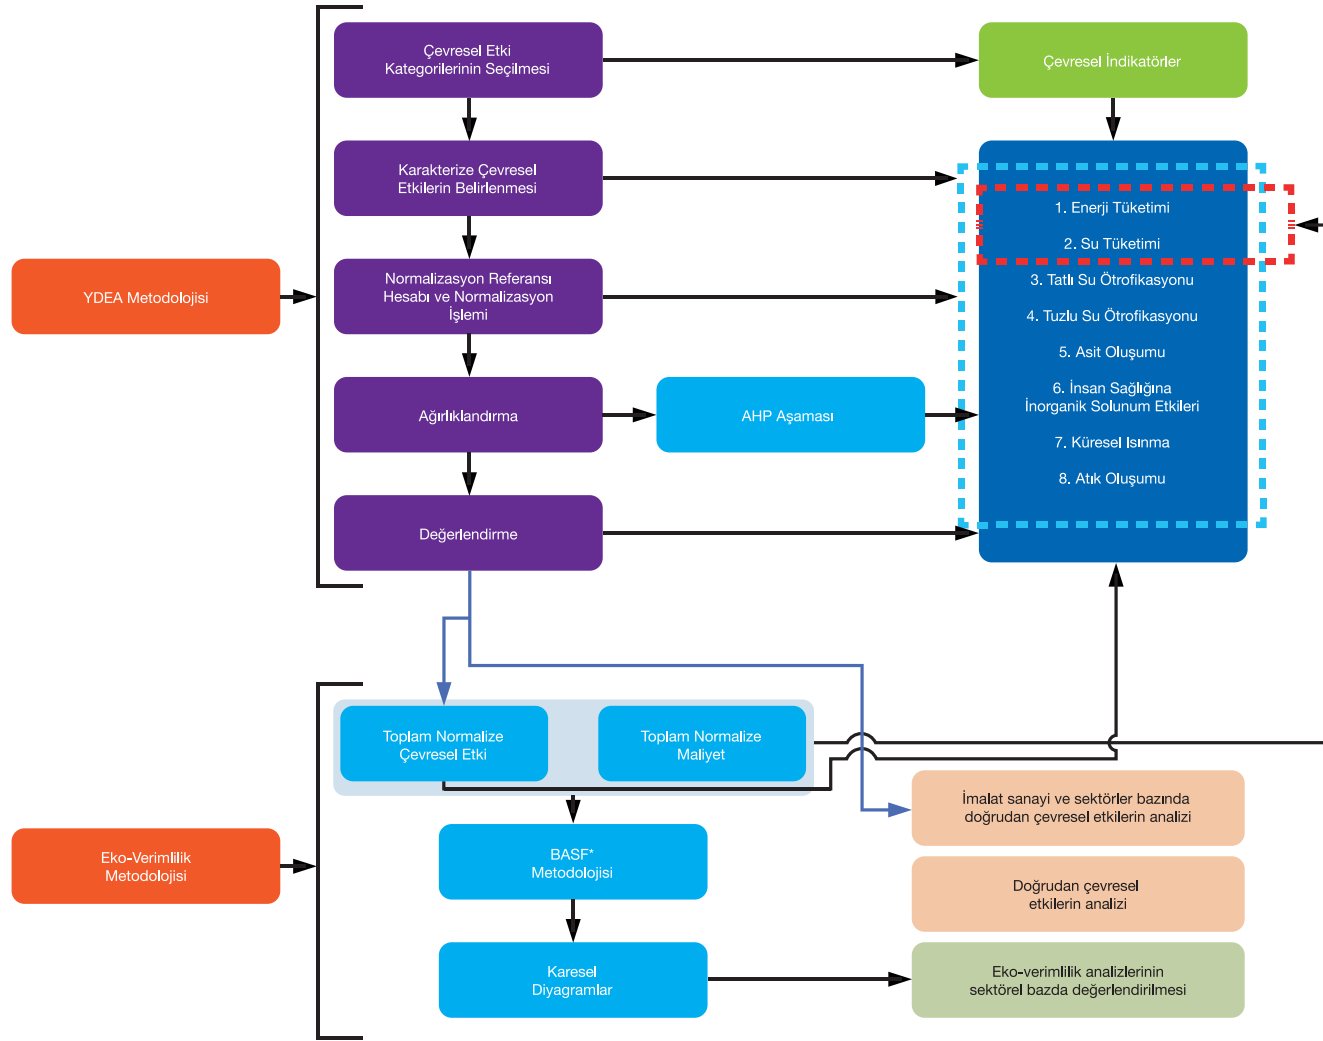 Çevresel Etki
Kategorilerinin Seçilmesi
Çevresel İndikatörler
Karakterize Çevresel
Etkilerin Belirlenmesi
1. Enerji Tüketimi
2. Su Tüketimi
3. Tatlı Su Ötrofikasyonu
4. Tuzlu Su Ötrofikasyonu
5. Asit Oluşumu
6. İnsan Sağlığına
İnorganik Solunum Etkileri
7. Küresel Isınma
8. Atık Oluşumu
YDEA Metodolojisi
Normalizasyon Referansı
Hesabı ve Normalizasyon
İşlemi
Ağırlıklandırma
AHP Aşaması
Değerlendirme
Toplam Normalize
Çevresel Etki
Toplam Normalize
Maliyet
İmalat sanayi ve sektörler bazında
doğrudan çevresel etkilerin analizi
Eko-Verimlilik
Metodolojisi
BASF*
Metodolojisi
Doğrudan çevresel
etkilerin analizi
Karesel
Diyagramlar
Eko-verimlilik analizlerinin
sektörel bazda değerlendirilmesi